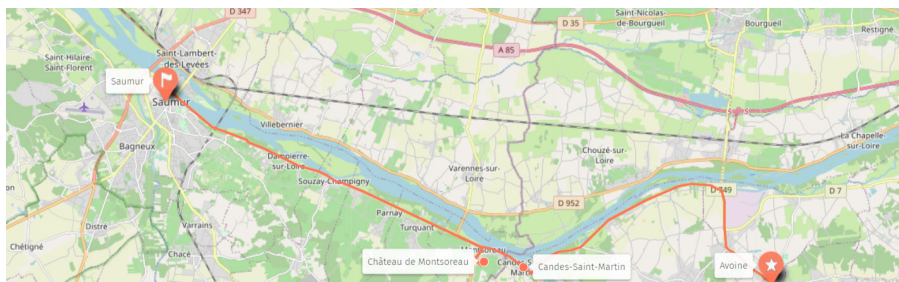 D 347
D 35
Saint-Nicolas-
de-Bourgueil
Bourgueil
Restigné
A 85
Saint-Lambert-
des-Levées
Saint-Hilaire-
Saint-Florent
Saumur
Saumur
Villebernier
Bagneux
La Chapelle-
sur-Loire
Dampierre-
sur-Loire
Chouzé-sur-
Loire
Varennes-sur-
Loire
Souzay-Champigny
D 7
D 952
Parnay
Distré
Varrains
Turquant
Chétigné
Chacé
Château de Montsoreau
Candes-Saint-Martin
Avoine